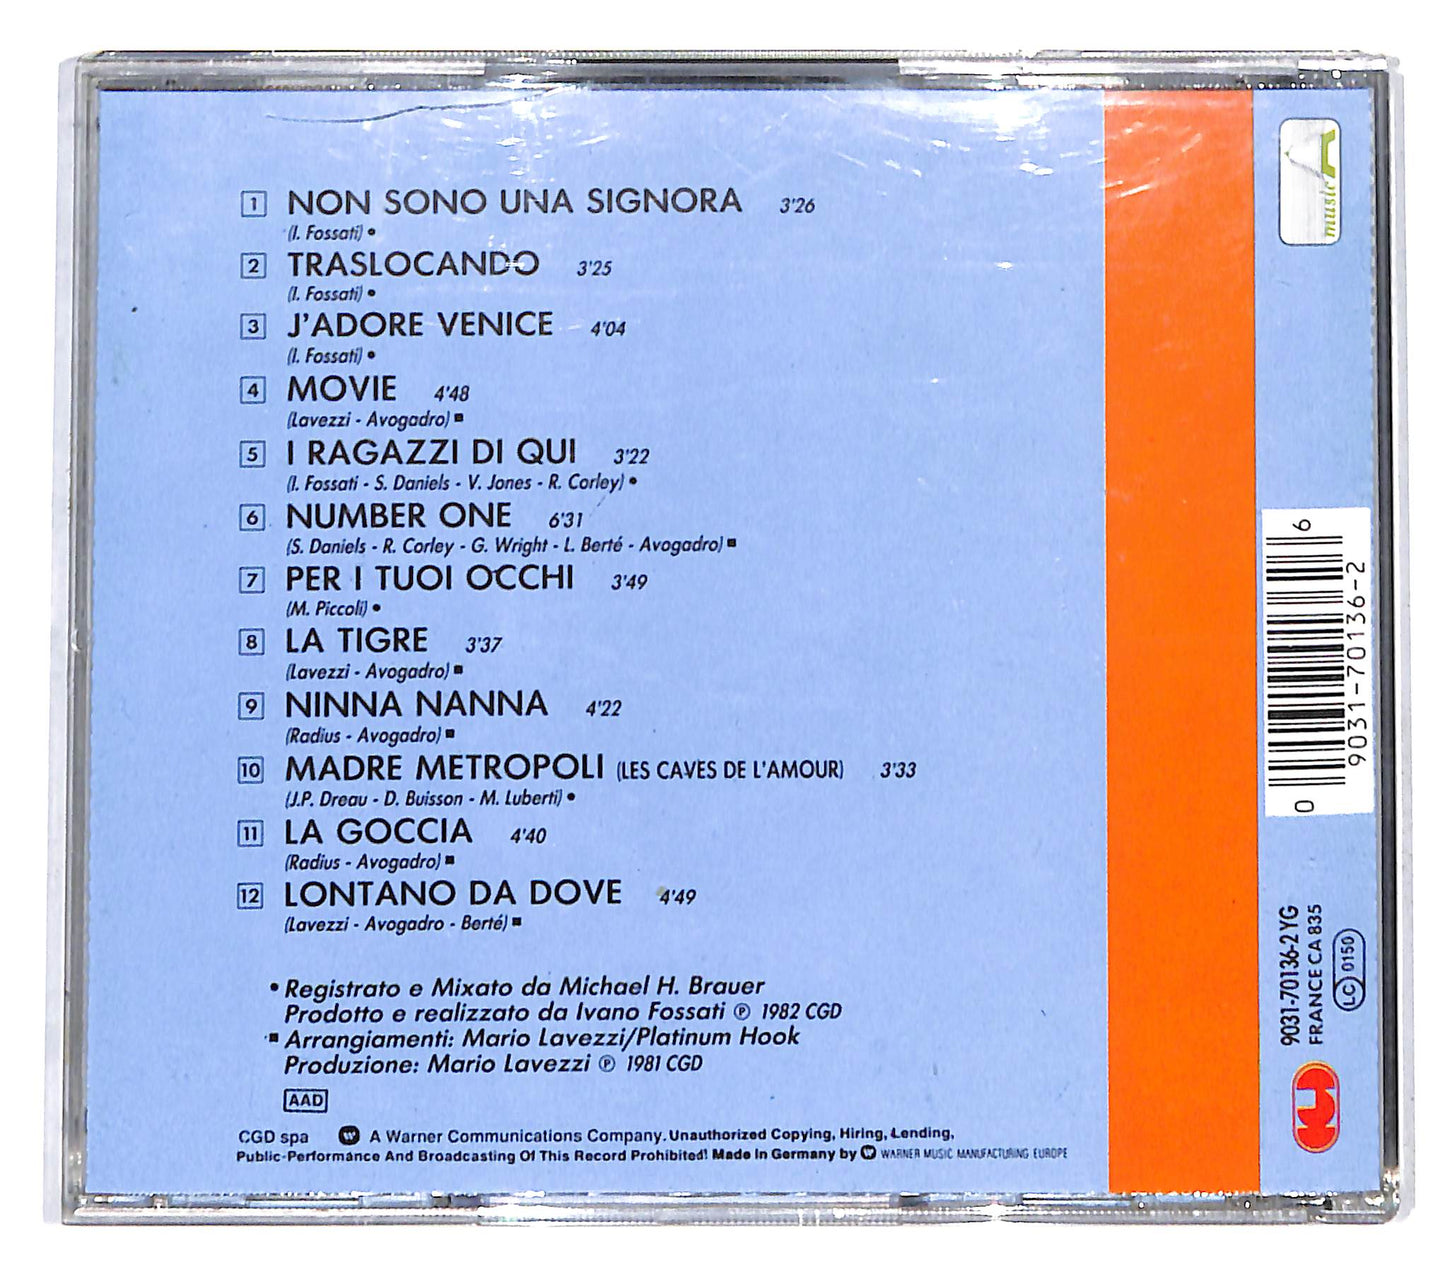 1 NON SONO UNA SIGNORA 3'26
(I. Fossati) •
2 TRASLOCANDO 3'25
(I. Fossati) •
3 J'ADORE VENICE 4'04
(I. Fossati) •
4 MOVIE 4'48
(Lavezzi - Avogadro) ■
5 I RAGAZZI DI QUI 3'22
(I. Fossati - S. Daniels - V. Jones - R. Corley) •
6 NUMBER ONE 6'31
(S. Daniels - R. Corley - G. Wright - L. Berté - Avogadro) ■
7 PER I TUOI OCCHI 3'49
(M. Piccoli) •
8 LA TIGRE 3'37
(Lavezzi - Avogadro) ■
9 NINNA NANNA 4'22
(Radius - Avogadro) ■
10 MADRE METROPOLI (LES CAVES DE L'AMOUR) 3'33
(J.P. Dreau - D. Buisson - M. Luberti) •
11 LA GOCCIA 4'40
(Radius - Avogadro) ■
12 LONTANO DA DOVE 4'49
(Lavezzi - Avogadro - Berté) ■
• Registrato e Mixato da Michael H. Brauer
Prodotto e realizzato da Ivano Fossati ℗ 1982 CGD
■ Arrangiamenti: Mario Lavezzi/Platinum Hook
Produzione: Mario Lavezzi ℗ 1981 CGD
AAD
CGD spa A Warner Communications Company. Unauthorized Copying, Hiring, Lending,
Public-Performance And Broadcasting Of This Record Prohibited! Made In Germany by WARNER MUSIC MANUFACTURING EUROPE
music A
0 9031-70136-2 6
9031-70136-2 YG
FRANCE CA 835
LC 0150